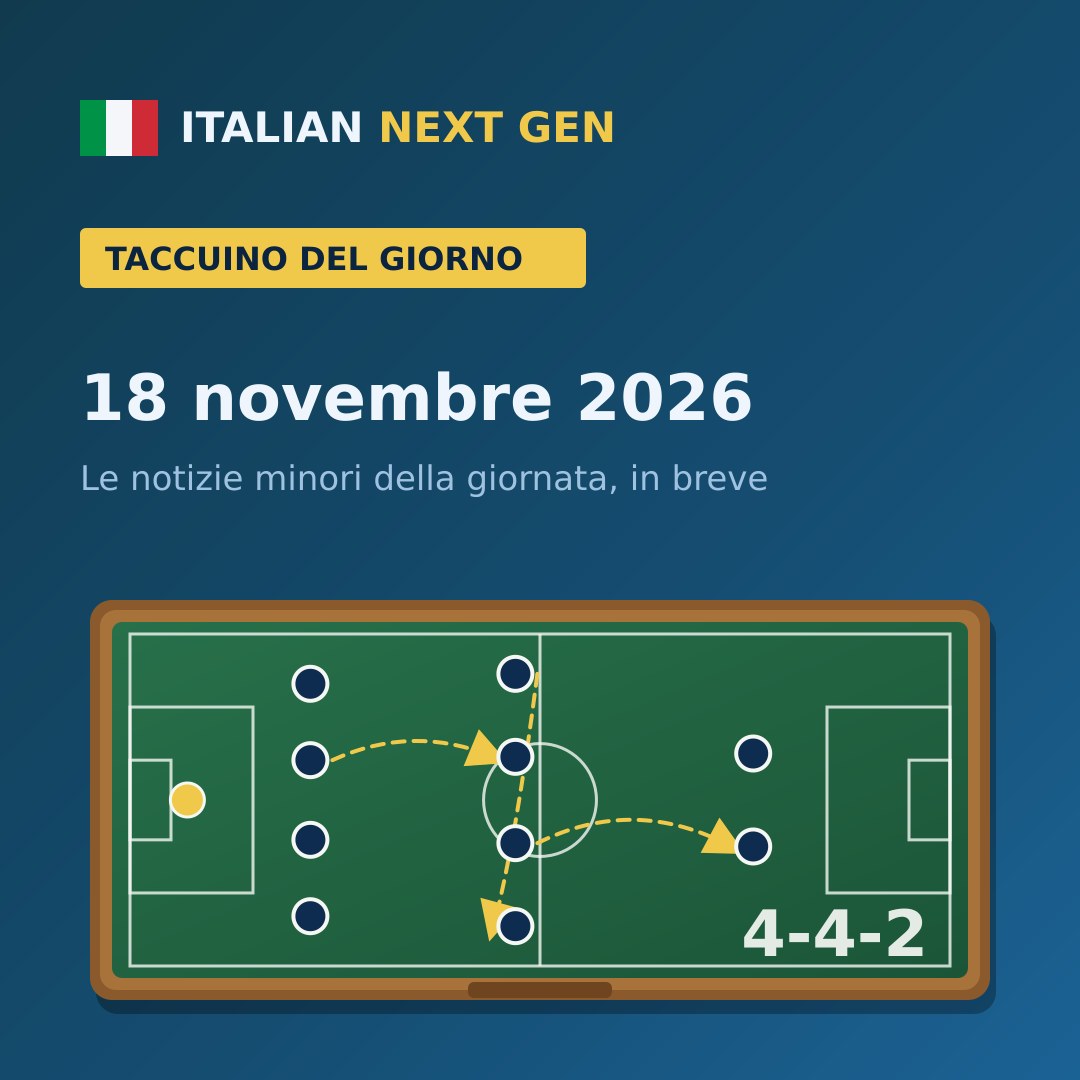 ITALIAN NEXT GEN
TACCUINO DEL GIORNO
18 novembre 2026
Le notizie minori della giornata, in breve
4-4-2